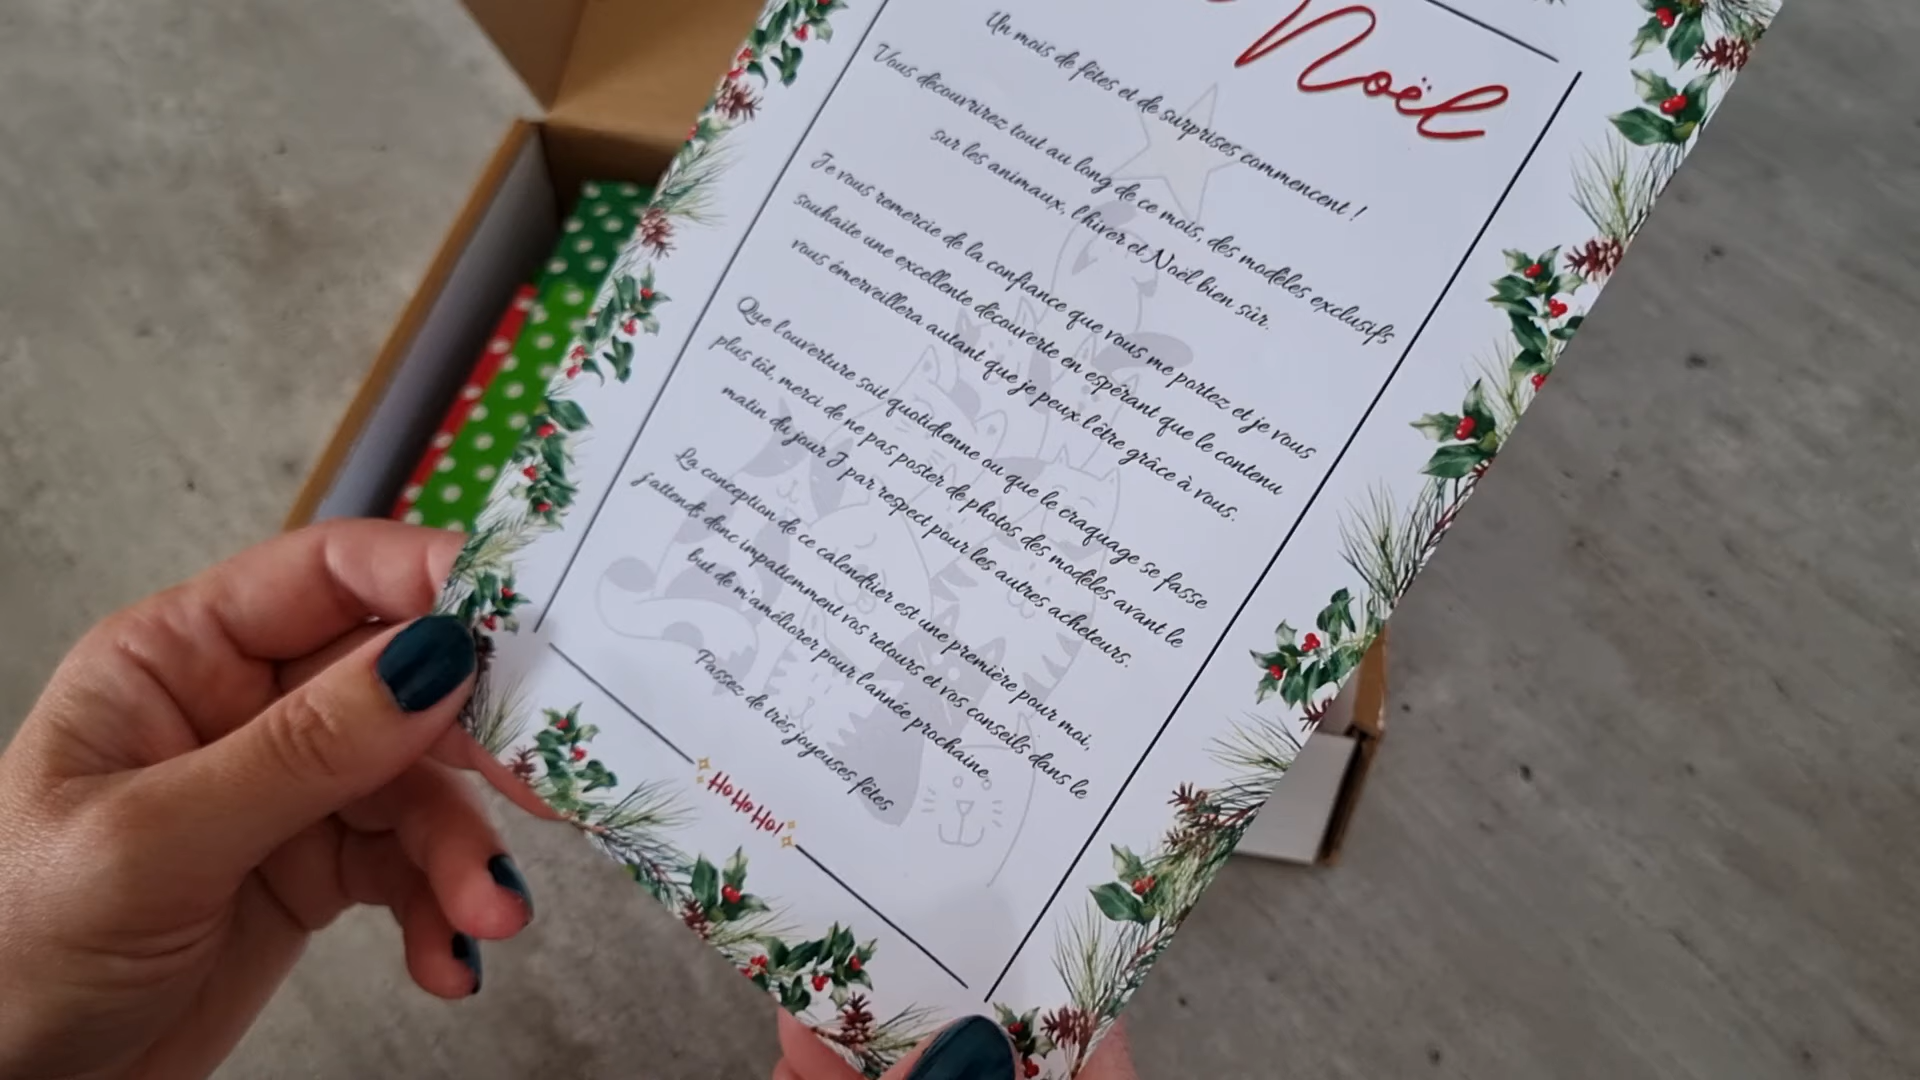 Noël
Un mois de fêtes et de surprises commencent !
Vous découvrirez tout au long de ce mois, des modèles exclusifs
sur les animaux, l'hiver et Noël bien sûr.
Je vous remercie de la confiance que vous me portez et je vous
souhaite une excellente découverte en espérant que le contenu
vous émerveillera autant que je peux l'être grâce à vous.
Que l'ouverture soit quotidienne ou que le craquage se fasse
plus tôt, merci de ne pas poster de photos des modèles avant le
matin du jour J par respect pour les autres acheteurs.
La conception de ce calendrier est une première pour moi,
j'attends donc impatiemment vos retours et vos conseils dans le
but de m'améliorer pour l'année prochaine.
Passez de très joyeuses fêtes
HoHoHo!